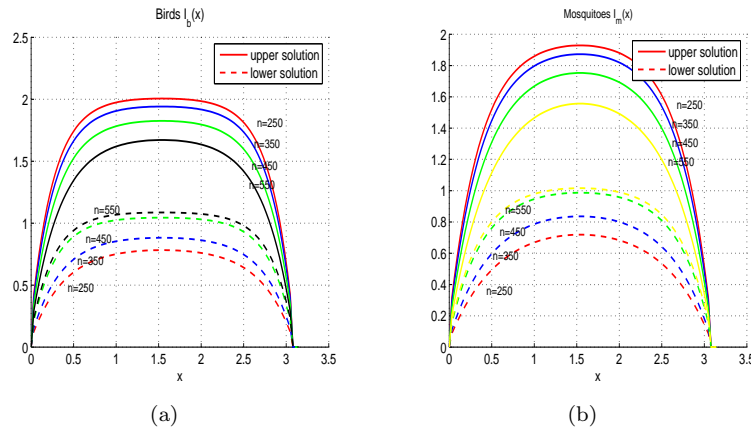 Birds I_b(x)
2.5
2
1.5
1
0.5
0
0 0.5 1 1.5 2 2.5 3 3.5
x
upper solution
lower solution
n=250
n=350
n=450
n=550
n=550
n=450
n=350
n=250
(a)
Mosquitoes I_m(x)
2
1.8
1.6
1.4
1.2
1
0.8
0.6
0.4
0.2
0
0 0.5 1 1.5 2 2.5 3 3.5
x
upper solution
lower solution
n=250
n=350
n=450
n=550
n=550
n=450
n=350
n=250
(b)